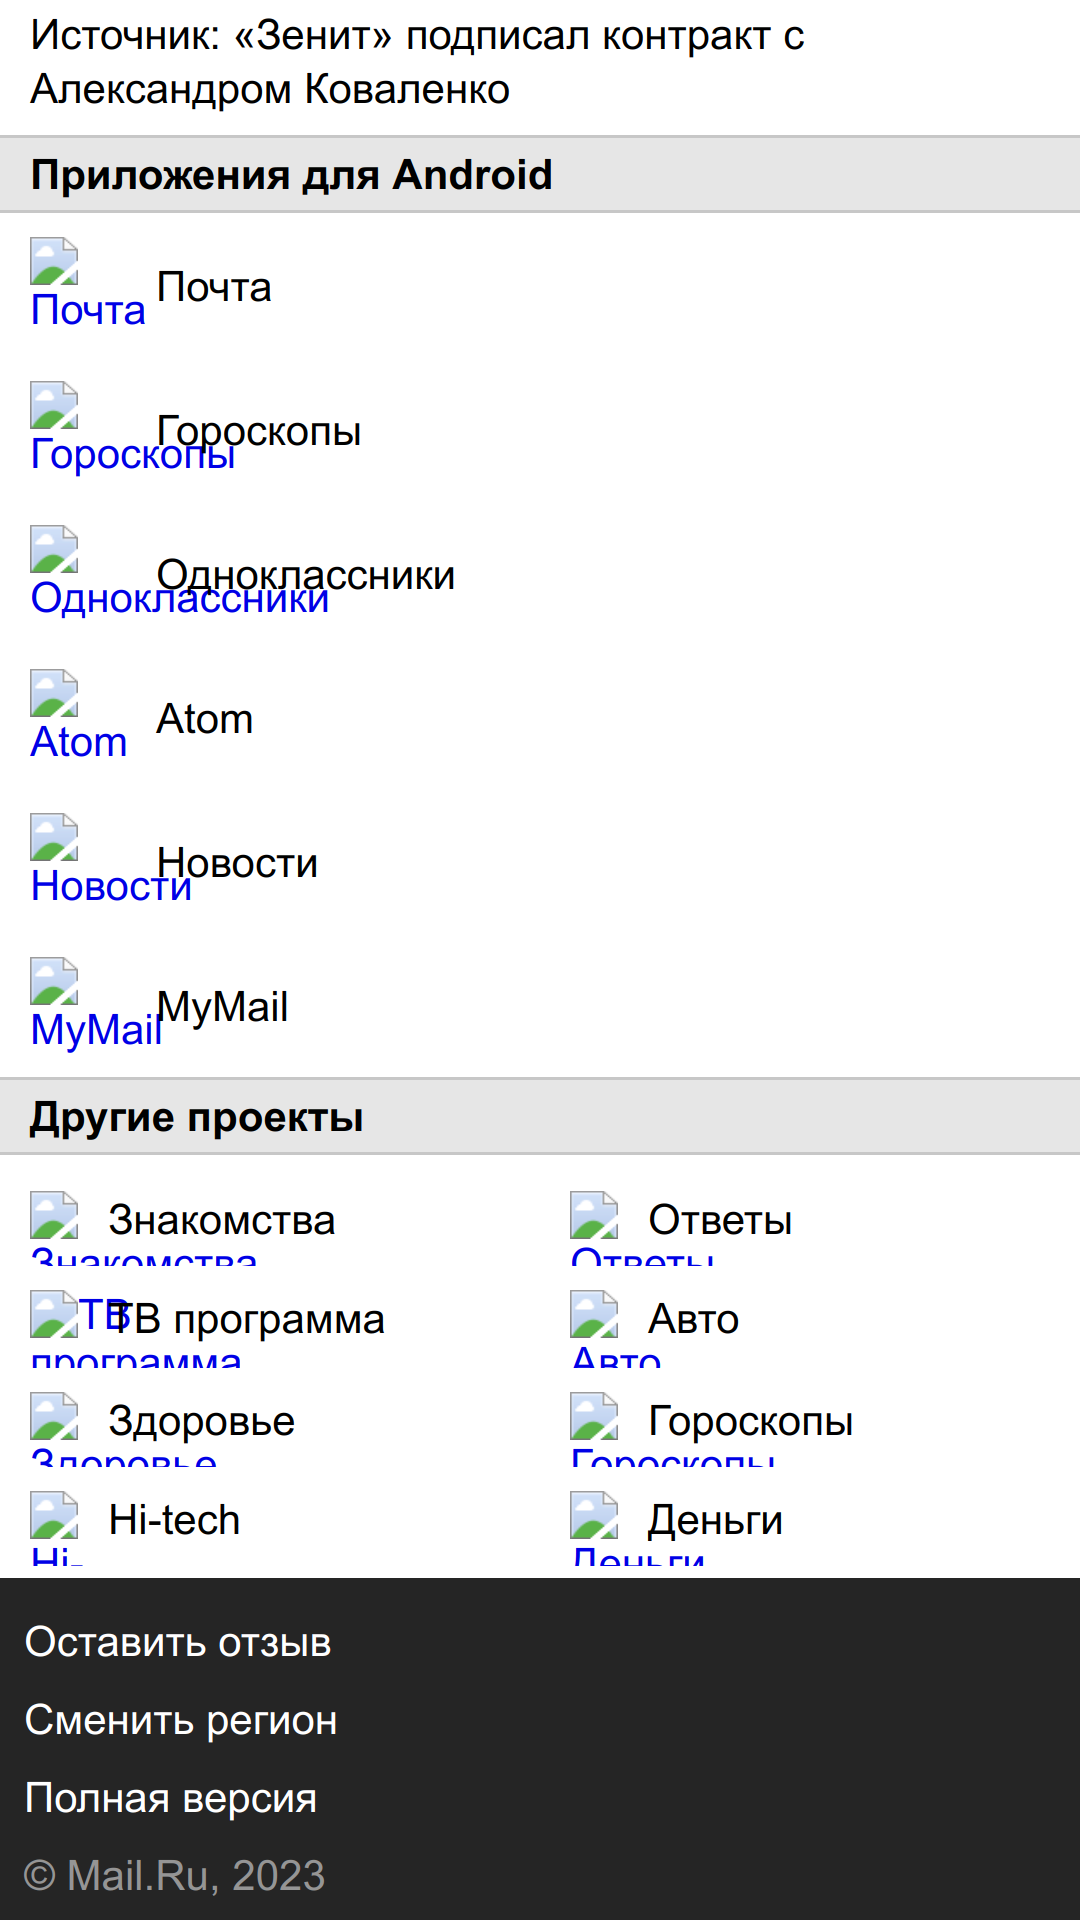 Источник: «Зенит» подписал контракт с
Александром Коваленко
Приложения для Android
Почта
Почта
Гороскопы
Гороскопы
Одноклассники
Одноклассники
Atom
Atom
Новости
Новости
MyMail
MyMail
Другие проекты
Знакомства Ответы
Знакомства Ответы
ТВ ТВ программа Авто
программа Авто
Здоровье Гороскопы
Здоровье Гороскопы
Hi-tech Деньги
Hi- Деньги
Оставить отзыв
Сменить регион
Полная версия
© Mail.Ru, 2023